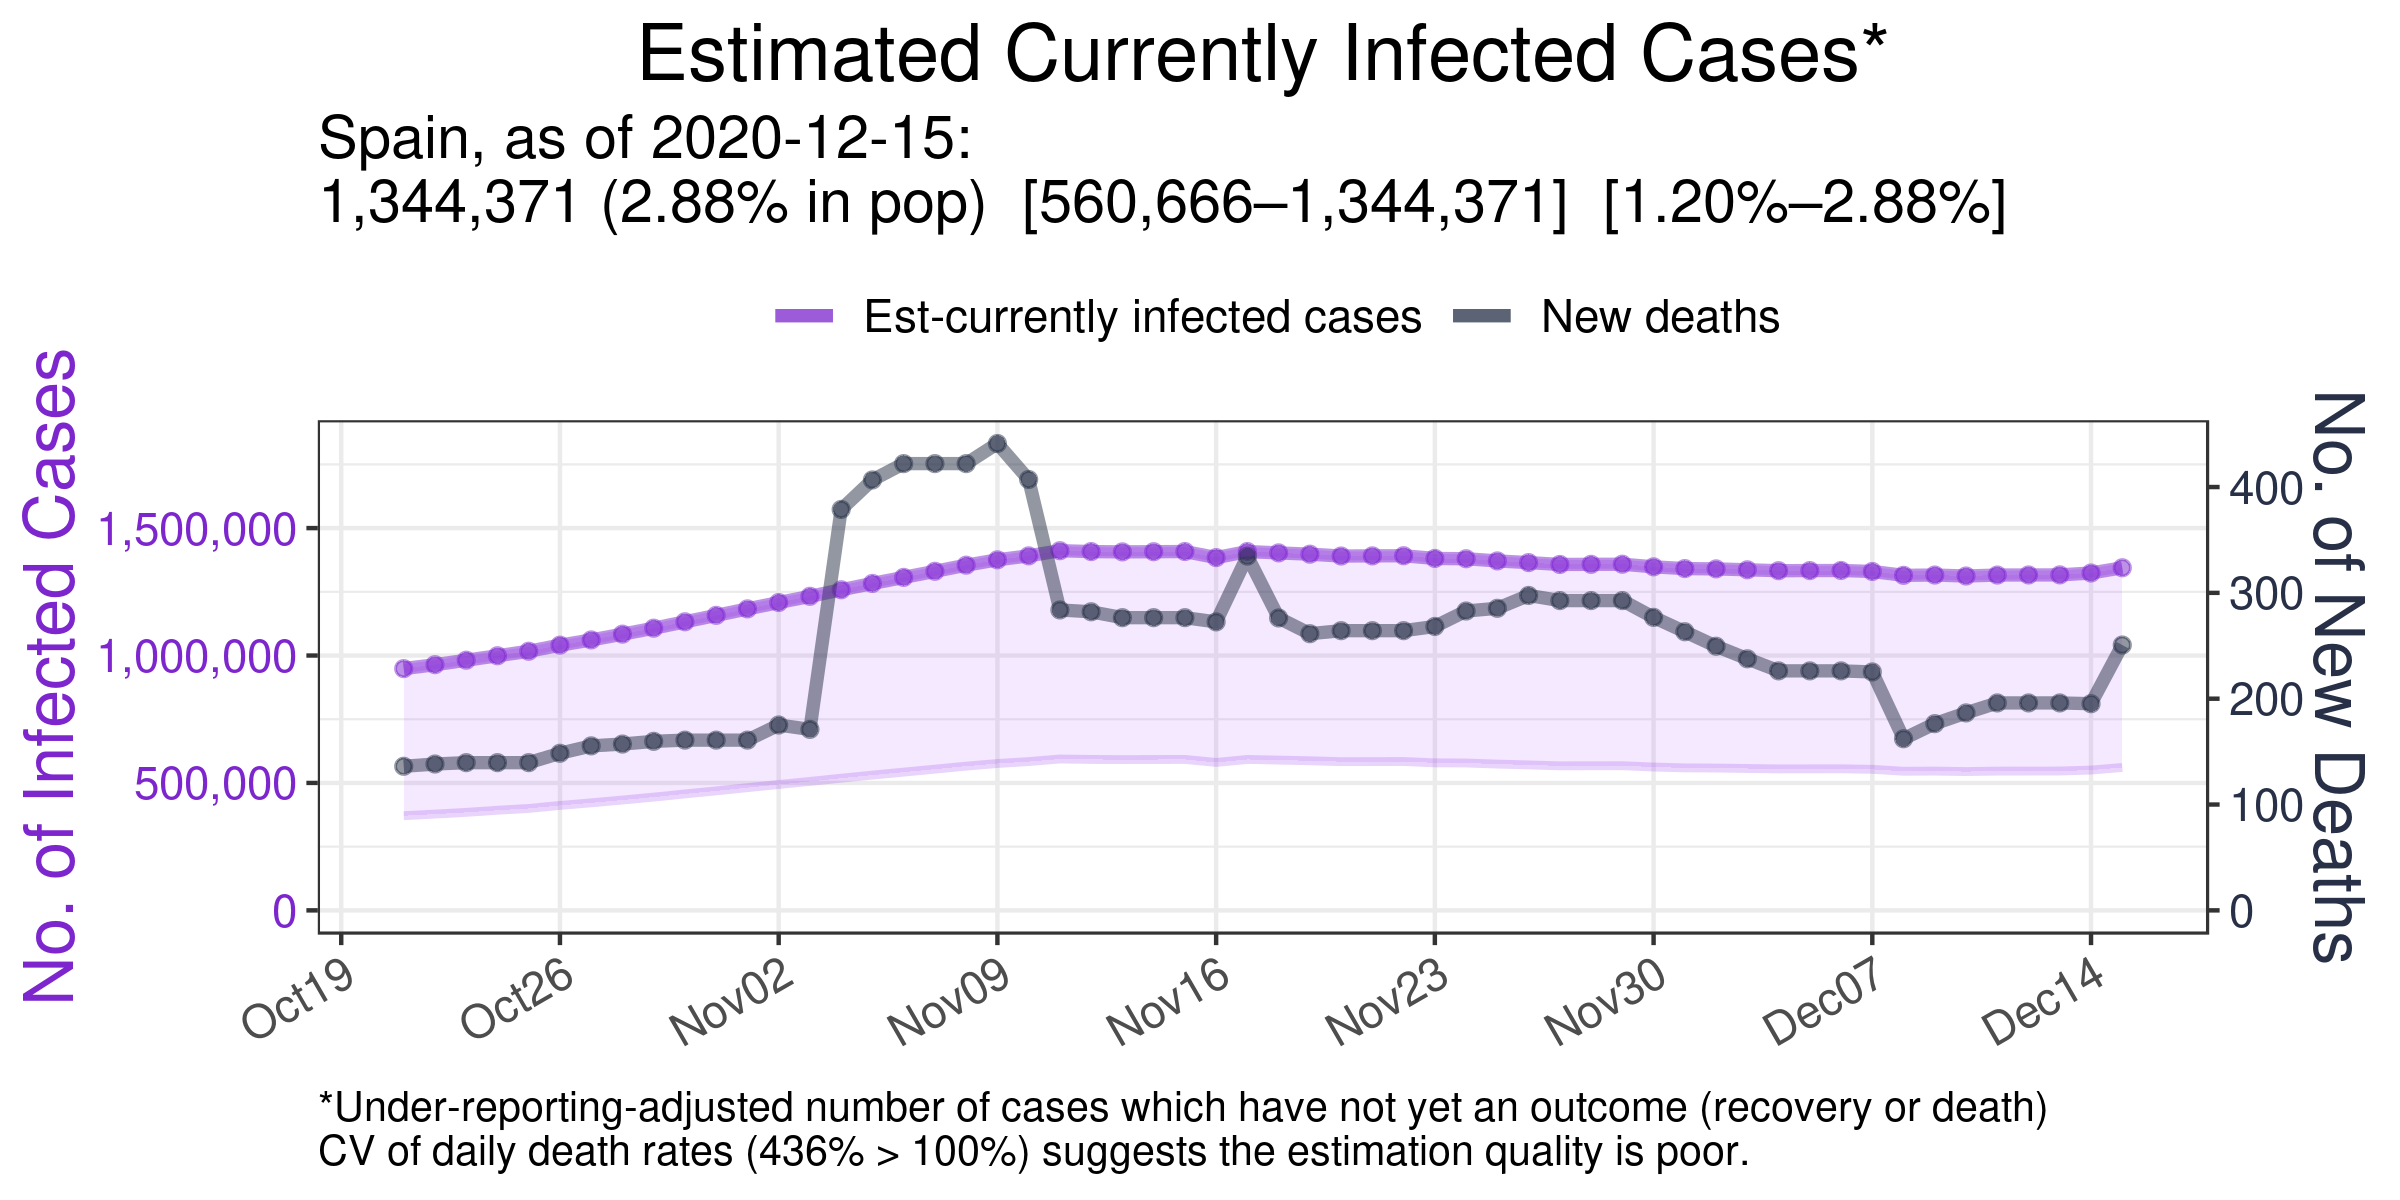 Estimated Currently Infected Cases*
Spain, as of 2020-12-15:
1,344,371 (2.88% in pop)  [560,666–1,344,371]  [1.20%–2.88%]
Est-currently infected cases
New deaths
No. of Infected Cases
1,500,000
1,000,000
500,000
0
400
300
200
100
0
No. of New Deaths
Oct19
Oct26
Nov02
Nov09
Nov16
Nov23
Nov30
Dec07
Dec14
*Under-reporting-adjusted number of cases which have not yet an outcome (recovery or death)
CV of daily death rates (436% > 100%) suggests the estimation quality is poor.